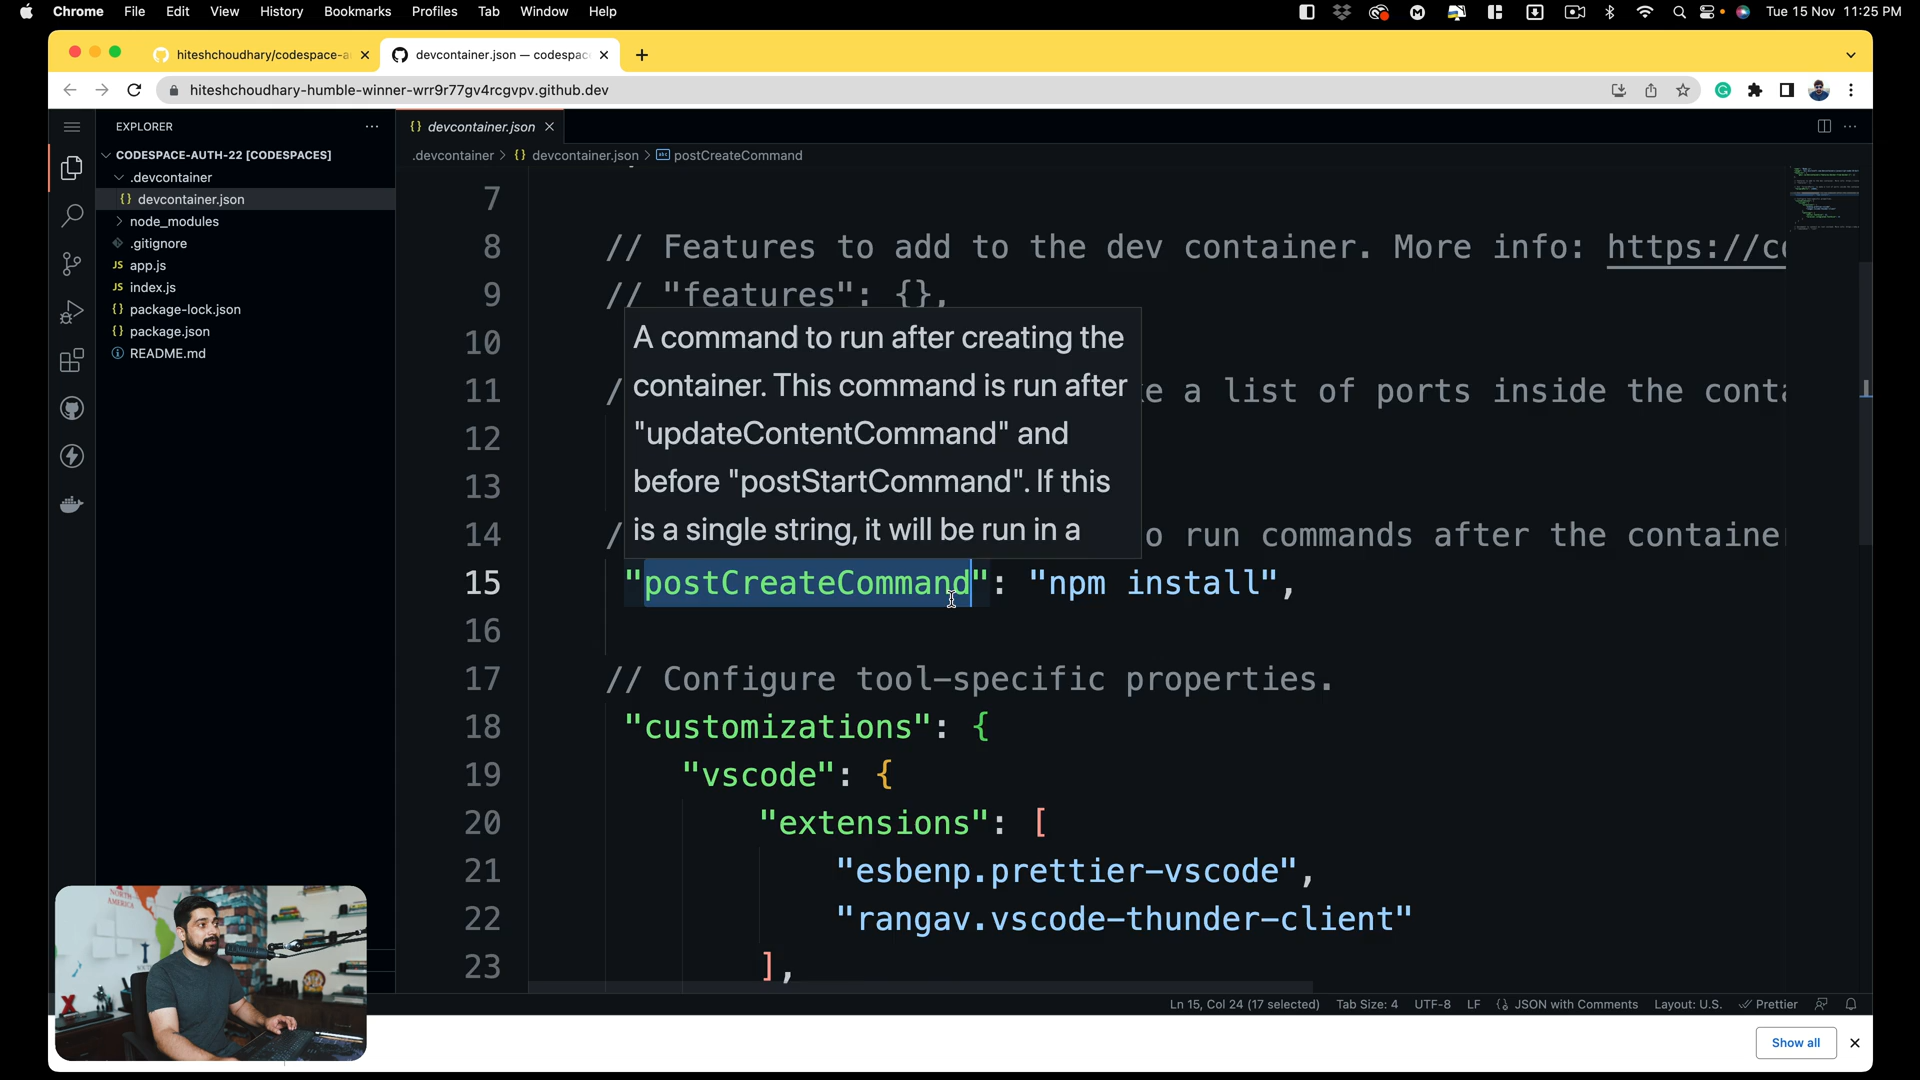 Chrome File Edit View History Bookmarks Profiles Tab Window Help
Tue 15 Nov 11:25 PM
hiteshchoudhary/codespace-a
devcontainer.json — codespac
hiteshchoudhary-humble-winner-wrr9r77gv4rcgvpv.github.dev
EXPLORER
CODESPACE-AUTH-22 [CODESPACES]
.devcontainer
{} devcontainer.json
node_modules
.gitignore
JS app.js
JS index.js
{} package-lock.json
{} package.json
README.md
{} devcontainer.json
.devcontainer > {} devcontainer.json > postCreateCommand
7
8 // Features to add to the dev container. More info: https://co
9 // "features": {},
10
11 / ke a list of ports inside the conta
12
13
14 / o run commands after the container
A command to run after creating the
container. This command is run after
"updateContentCommand" and
before "postStartCommand". If this
is a single string, it will be run in a
15 "postCreateCommand": "npm install",
16
17 // Configure tool-specific properties.
18 "customizations": {
19 "vscode": {
20 "extensions": [
21 "esbenp.prettier-vscode",
22 "rangav.vscode-thunder-client"
23 ],
Ln 15, Col 24 (17 selected) Tab Size: 4 UTF-8 LF JSON with Comments Layout: U.S. Prettier
Show all